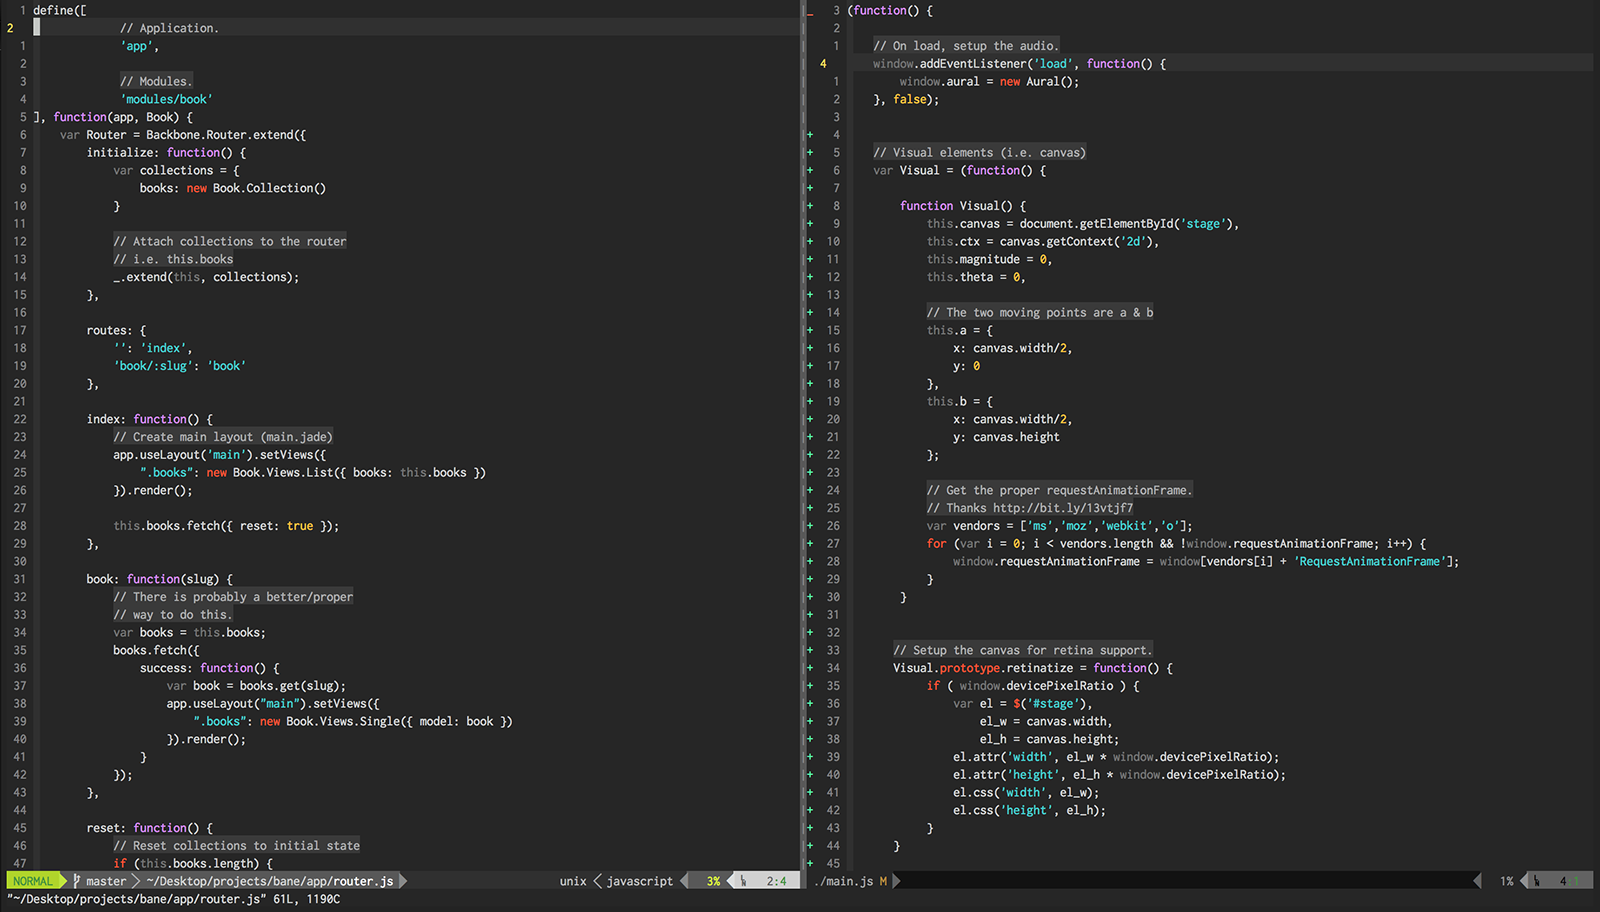 1 define([
2 // Application.
1 'app',
2
3 // Modules.
4 'modules/book'
5 ], function(app, Book) {
6 var Router = Backbone.Router.extend({
7 initialize: function() {
8 var collections = {
9 books: new Book.Collection()
10 }
11
12 // Attach collections to the router
13 // i.e. this.books
14 _.extend(this, collections);
15 },
16
17 routes: {
18 '': 'index',
19 'book/:slug': 'book'
20 },
21
22 index: function() {
23 // Create main layout (main.jade)
24 app.useLayout('main').setViews({
25 ".books": new Book.Views.List({ books: this.books })
26 }).render();
27
28 this.books.fetch({ reset: true });
29 },
30
31 book: function(slug) {
32 // There is probably a better/proper
33 // way to do this.
34 var books = this.books;
35 books.fetch({
36 success: function() {
37 var book = books.get(slug);
38 app.useLayout("main").setViews({
39 ".books": new Book.Views.Single({ model: book })
40 }).render();
41 }
42 });
43 },
44
45 reset: function() {
46 // Reset collections to initial state
47 if (this.books.length) {
NORMAL master ~/Desktop/projects/bane/app/router.js unix javascript 3% 2:4
"~/Desktop/projects/bane/app/router.js" 61L, 1190C
_ 3 (function() {
2
1 // On load, setup the audio.
4 window.addEventListener('load', function() {
1 window.aural = new Aural();
2 }, false);
3
+ 4
+ 5 // Visual elements (i.e. canvas)
+ 6 var Visual = (function() {
+ 7
+ 8 function Visual() {
+ 9 this.canvas = document.getElementById('stage'),
+ 10 this.ctx = canvas.getContext('2d'),
+ 11 this.magnitude = 0,
+ 12 this.theta = 0,
+ 13
+ 14 // The two moving points are a & b
+ 15 this.a = {
+ 16 x: canvas.width/2,
+ 17 y: 0
+ 18 },
+ 19 this.b = {
+ 20 x: canvas.width/2,
+ 21 y: canvas.height
+ 22 };
+ 23
+ 24 // Get the proper requestAnimationFrame.
+ 25 // Thanks http://bit.ly/13vtjf7
+ 26 var vendors = ['ms','moz','webkit','o'];
+ 27 for (var i = 0; i < vendors.length && !window.requestAnimationFrame; i++) {
+ 28 window.requestAnimationFrame = window[vendors[i] + 'RequestAnimationFrame'];
+ 29 }
+ 30 }
+ 31
+ 32
+ 33 // Setup the canvas for retina support.
+ 34 Visual.prototype.retinatize = function() {
+ 35 if ( window.devicePixelRatio ) {
+ 36 var el = $('#stage'),
+ 37 el_w = canvas.width,
+ 38 el_h = canvas.height;
+ 39 el.attr('width', el_w * window.devicePixelRatio);
+ 40 el.attr('height', el_h * window.devicePixelRatio);
+ 41 el.css('width', el_w);
+ 42 el.css('height', el_h);
+ 43 }
+ 44 }
+ 45
./main.js M 1% 4:1